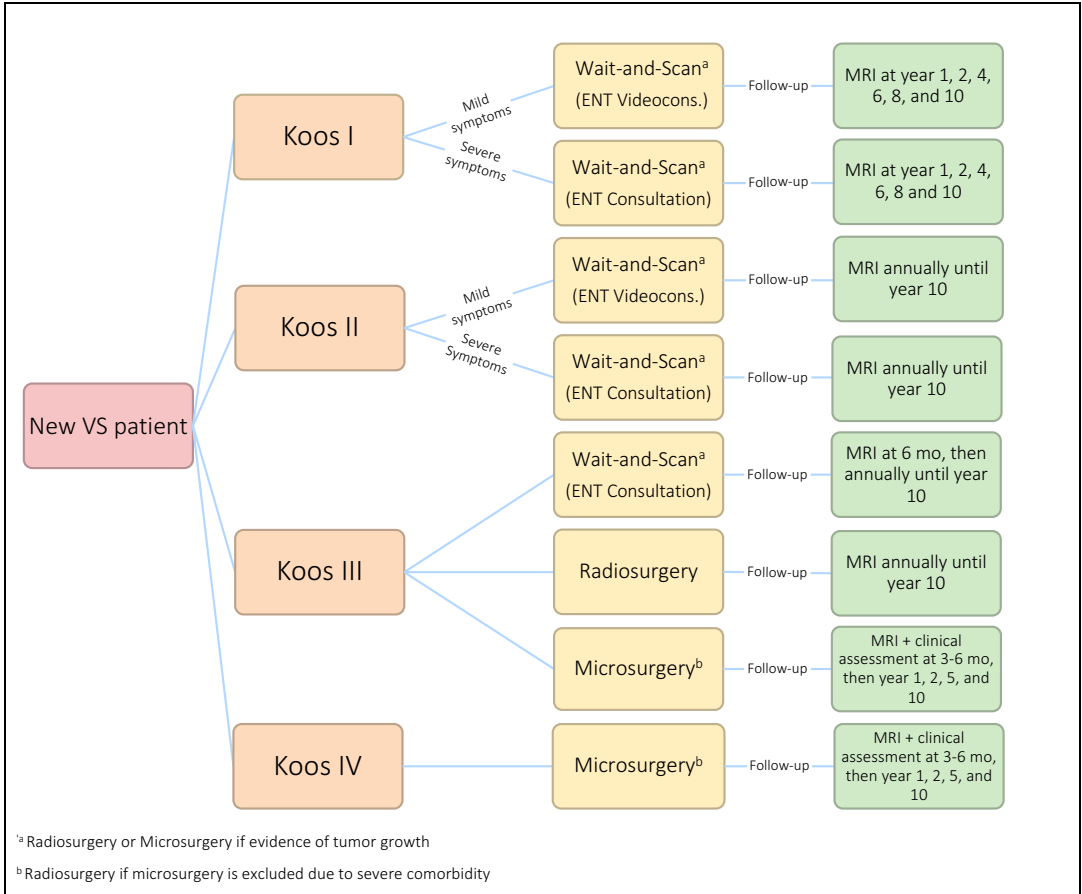 New VS patient
Koos I
Mild
symptoms
Wait-and-Scanᵃ
(ENT Videocons.)
Follow-up
MRI at year 1, 2, 4,
6, 8, and 10
Severe
symptoms
Wait-and-Scanᵃ
(ENT Consultation)
Follow-up
MRI at year 1, 2, 4,
6, 8 and 10
Koos II
Mild
symptoms
Wait-and-Scanᵃ
(ENT Videocons.)
Follow-up
MRI annually until
year 10
Severe
Symptoms
Wait-and-Scanᵃ
(ENT Consultation)
Follow-up
MRI annually until
year 10
Koos III
Wait-and-Scanᵃ
(ENT Consultation)
Follow-up
MRI at 6 mo, then
annually until year
10
Radiosurgery
Follow-up
MRI annually until
year 10
Microsurgeryᵇ
Follow-up
MRI + clinical
assessment at 3-6 mo,
then year 1, 2, 5, and
10
Koos IV
Microsurgeryᵇ
Follow-up
MRI + clinical
assessment at 3-6 mo,
then year 1, 2, 5, and
10
'ᵃ Radiosurgery or Microsurgery if evidence of tumor growth
ᵇ Radiosurgery if microsurgery is excluded due to severe comorbidity